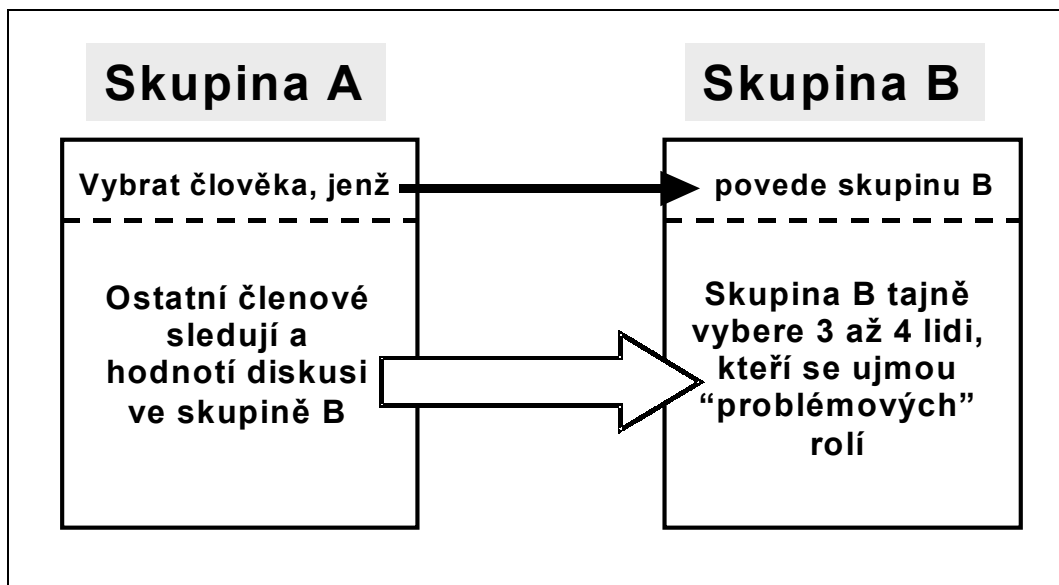 Skupina A
Vybrat člověka, jenž
Ostatní členové
sledují a
hodnotí diskusi
ve skupině B
Skupina B
povede skupinu B
Skupina B tajně
vybere 3 až 4 lidi,
kteří se ujmou
“problémových”
rolí